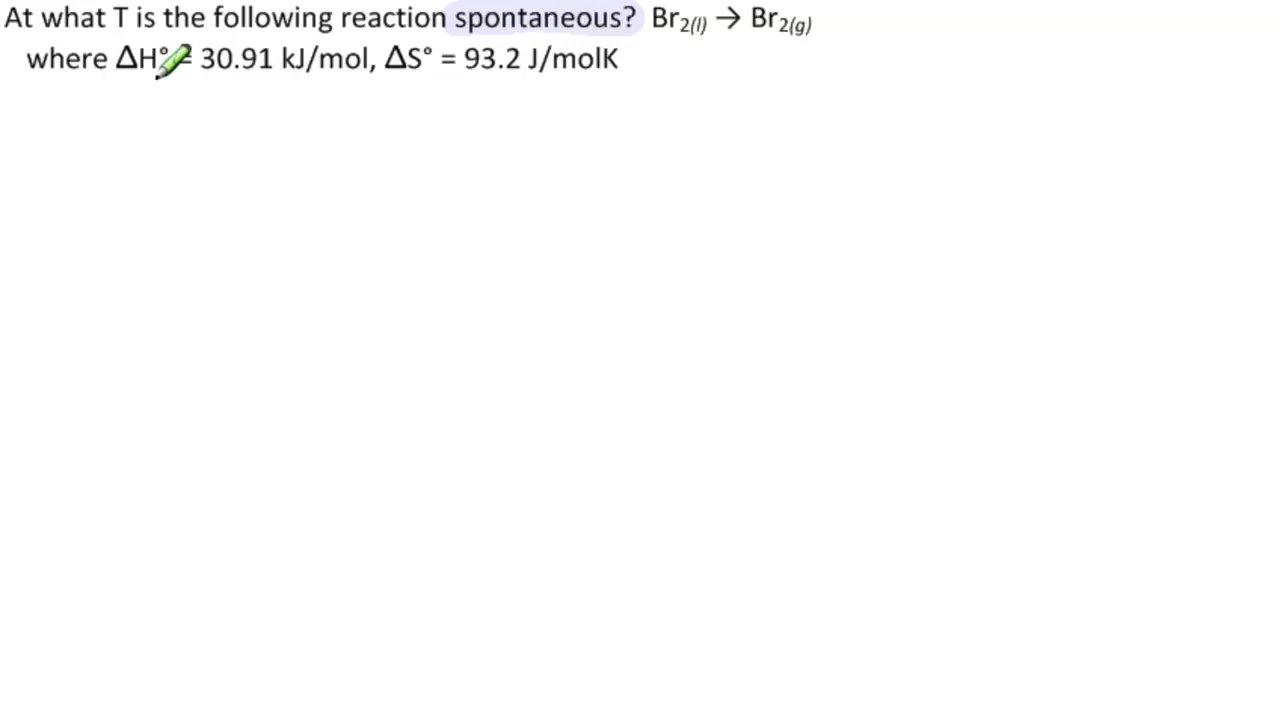 At what T is the following reaction spontaneous? Br₂₍l₎ → Br₂₍g₎
where ΔH° = 30.91 kJ/mol, ΔS° = 93.2 J/molK